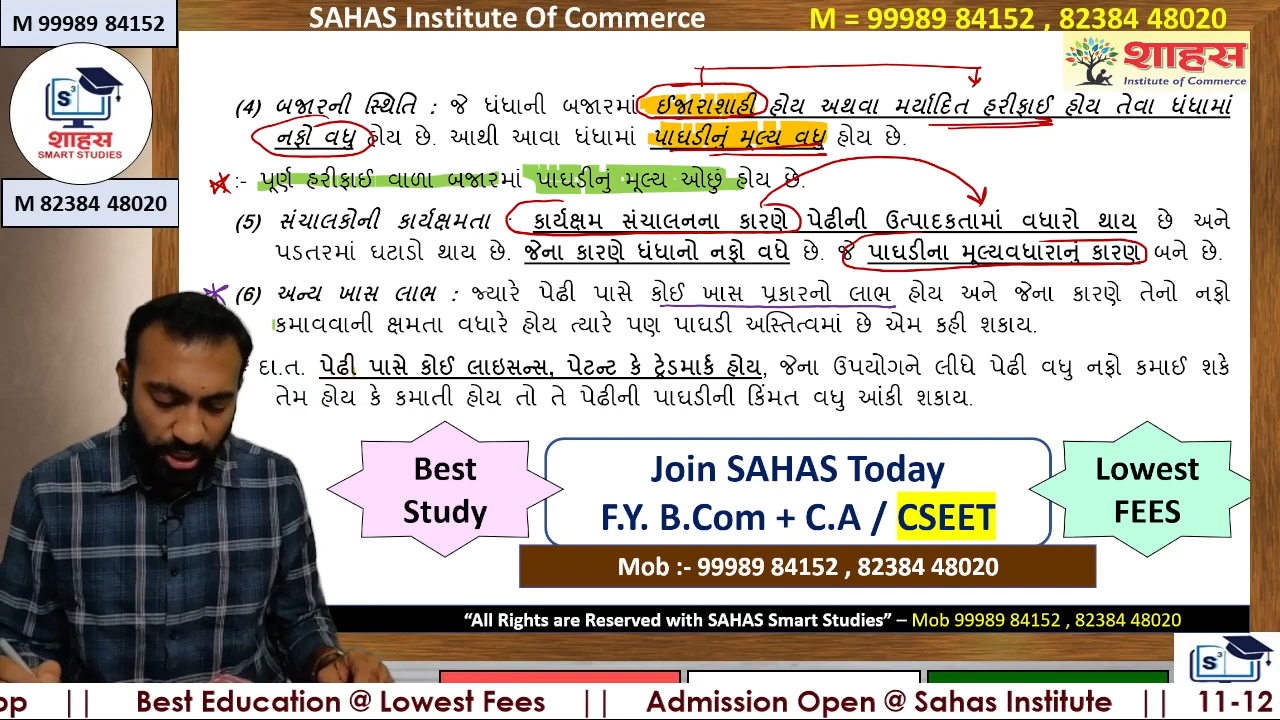 M 99989 84152
SAHAS Institute Of Commerce
M = 99989 84152 , 82384 48020
शाहस
Institute of Commerce
S³
शाहस
SMART STUDIES
M 82384 48020
(4) બજારની સ્થિતિ : જે ધંધાની બજારમાં ઈજારાશાહી હોય અથવા મર્યાદિત હરીફાઈ હોય તેવા ધંધામાં
નફો વધુ હોય છે. આથી આવા ધંધામાં પાઘડીનું મૂલ્ય વધુ હોય છે.
:- પૂર્ણ હરીફાઈ વાળા બજારમાં પાઘડીનું મૂલ્ય ઓછું હોય છે.
(5) સંચાલકોની કાર્યક્ષમતા : કાર્યક્ષમ સંચાલનના કારણે પેઢીની ઉત્પાદકતામાં વધારો થાય છે અને
પડતરમાં ઘટાડો થાય છે. જેના કારણે ધંધાનો નફો વધે છે. જે પાઘડીના મૂલ્યવધારાનું કારણ બને છે.
(6) અન્ય ખાસ લાભ : જ્યારે પેઢી પાસે કોઈ ખાસ પ્રકારનો લાભ હોય અને જેના કારણે તેનો નફો
કમાવવાની ક્ષમતા વધારે હોય ત્યારે પણ પાઘડી અસ્તિત્વમાં છે એમ કહી શકાય.
દા.ત. પેઢી પાસે કોઈ લાઇસન્સ, પેટન્ટ કે ટ્રેડમાર્ક હોય, જેના ઉપયોગને લીધે પેઢી વધુ નફો કમાઈ શકે
તેમ હોય કે કમાતી હોય તો તે પેઢીની પાઘડીની કિંમત વધુ આંકી શકાય.
Best
Study
Join SAHAS Today
F.Y. B.Com + C.A / CSEET
Lowest
FEES
Mob :- 99989 84152 , 82384 48020
“All Rights are Reserved with SAHAS Smart Studies” – Mob 99989 84152 , 82384 48020
S³
op || Best Education @ Lowest Fees || Admission Open @ Sahas Institute || 11-12